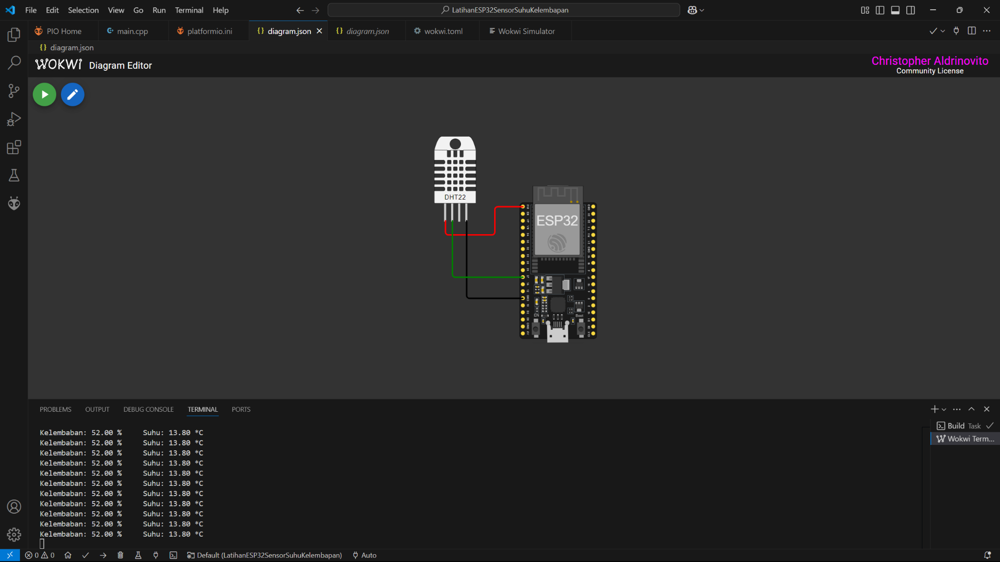 File Edit Selection View Go Run Terminal Help
LatihanESP32SensorSuhuKelembapan
PIO Home
main.cpp
platformio.ini
diagram.json
diagram.json
wokwi.toml
Wokwi Simulator
diagram.json
WOKWi Diagram Editor
Christopher Aldrinovito
Community License
DHT22
ESP32
EN
Boot
PROBLEMS OUTPUT DEBUG CONSOLE TERMINAL PORTS
Build Task
Wokwi Term...
Kelembaban: 52.00 % Suhu: 13.80 *C
Kelembaban: 52.00 % Suhu: 13.80 *C
Kelembaban: 52.00 % Suhu: 13.80 *C
Kelembaban: 52.00 % Suhu: 13.80 *C
Kelembaban: 52.00 % Suhu: 13.80 *C
Kelembaban: 52.00 % Suhu: 13.80 *C
Kelembaban: 52.00 % Suhu: 13.80 *C
Kelembaban: 52.00 % Suhu: 13.80 *C
Kelembaban: 52.00 % Suhu: 13.80 *C
Kelembaban: 52.00 % Suhu: 13.80 *C
Kelembaban: 52.00 % Suhu: 13.80 *C
0 0 Default (LatihanESP32SensorSuhuKelembapan) Auto